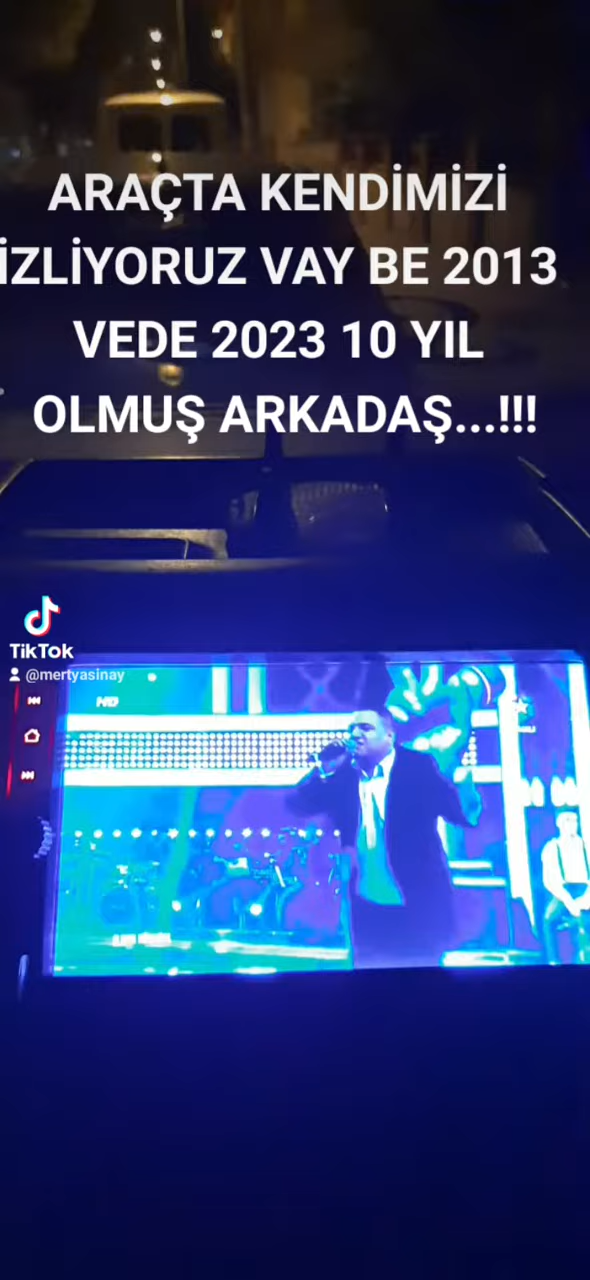 ARAÇTA KENDİMİZİ
İZLİYORUZ VAY BE 2013
VEDE 2023 10 YIL
OLMUŞ ARKADAŞ...!!!
TikTok
@mertyasinay
HD